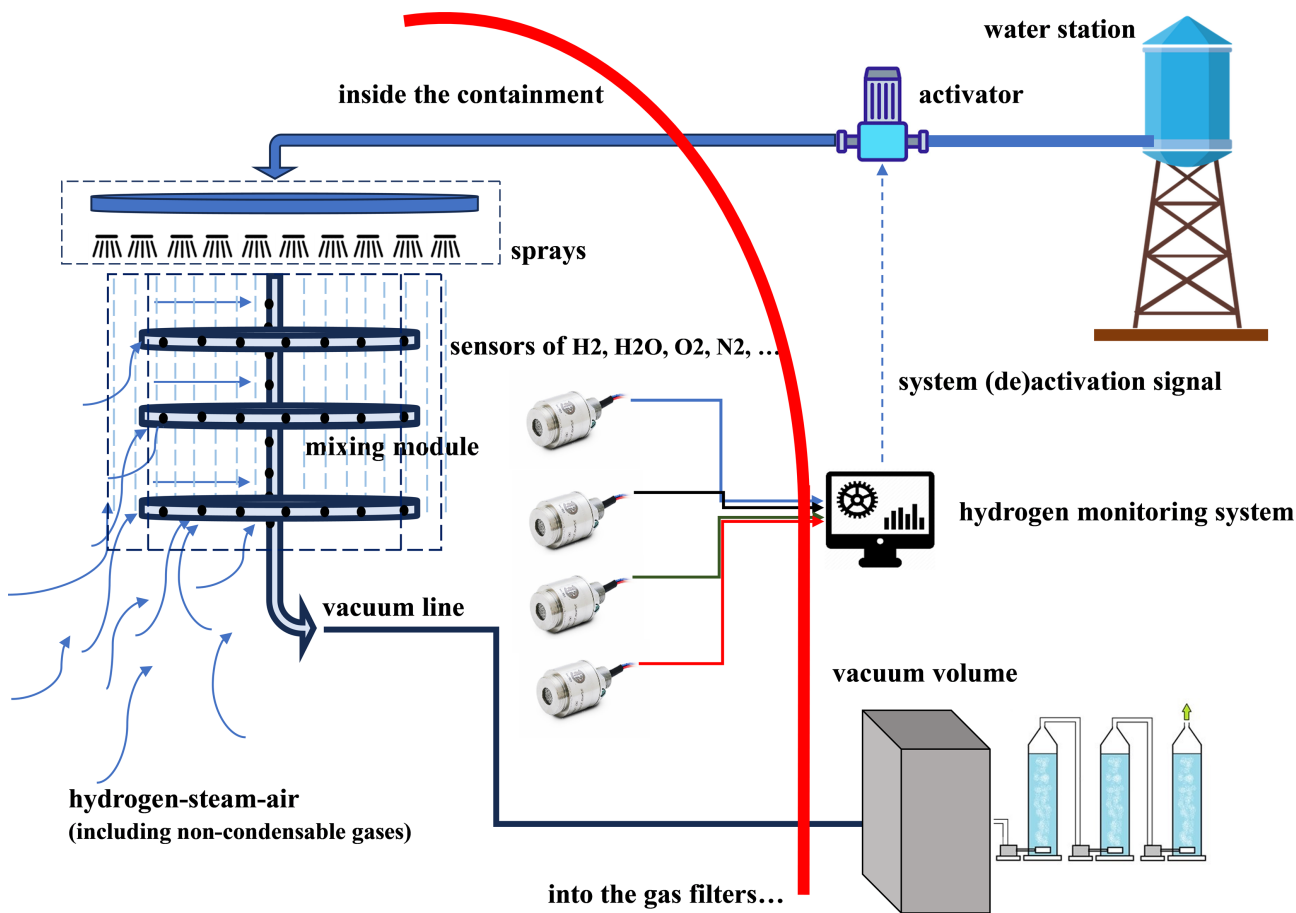 water station
activator
inside the containment
sprays
sensors of H2, H2O, O2, N2, …
system (de)activation signal
mixing module
hydrogen monitoring system
vacuum line
vacuum volume
hydrogen-steam-air
(including non-condensable gases)
into the gas filters…